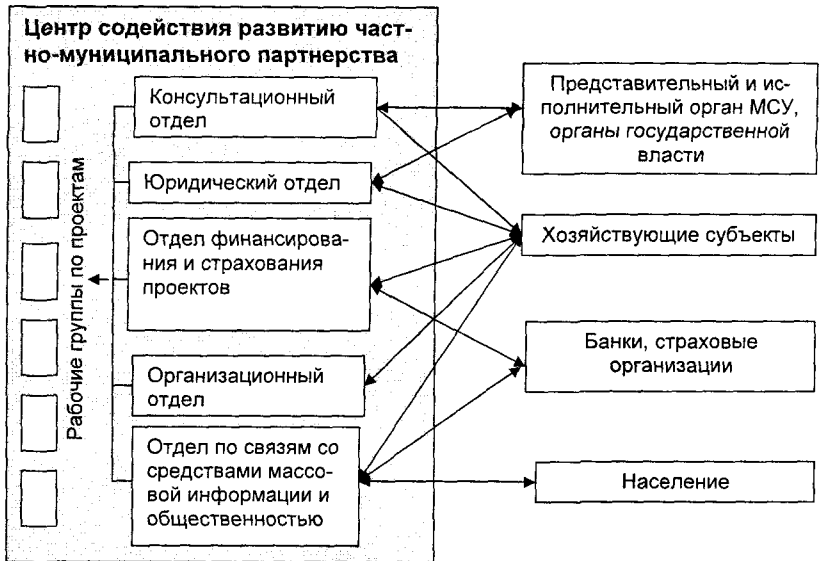 Центр содействия развитию част-
но-муниципального партнерства
Рабочие группы по проектам
Консультационный
отдел
Юридический отдел
Отдел финансирова-
ния и страхования
проектов
Организационный
отдел
Отдел по связям со
средствами массо-
вой информации и
общественностью
Представительный и ис-
полнительный орган МСУ,
органы государственной
власти
Хозяйствующие субъекты
Банки, страховые
организации
Население